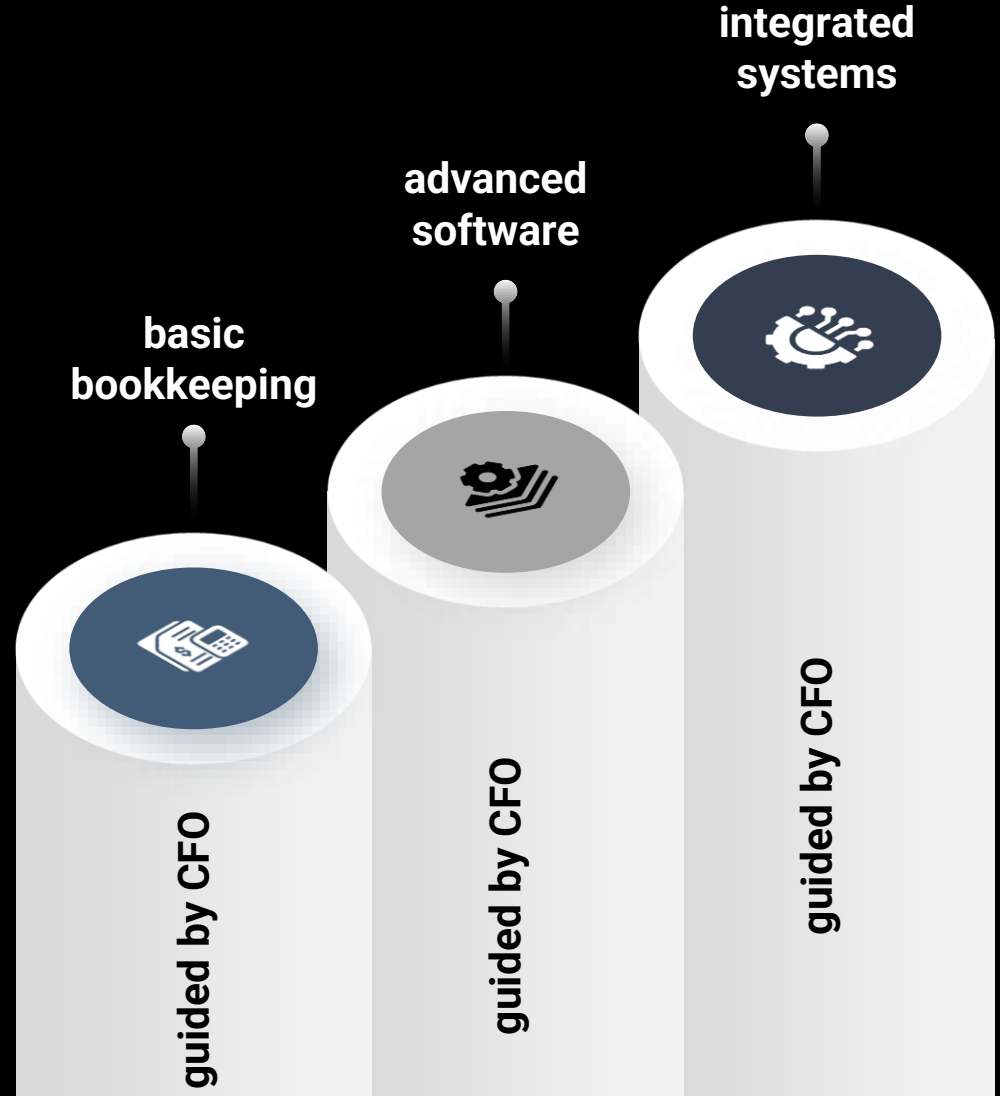 integrated
systems
advanced
software
basic
bookkeeping
guided by CFO
guided by CFO
guided by CFO